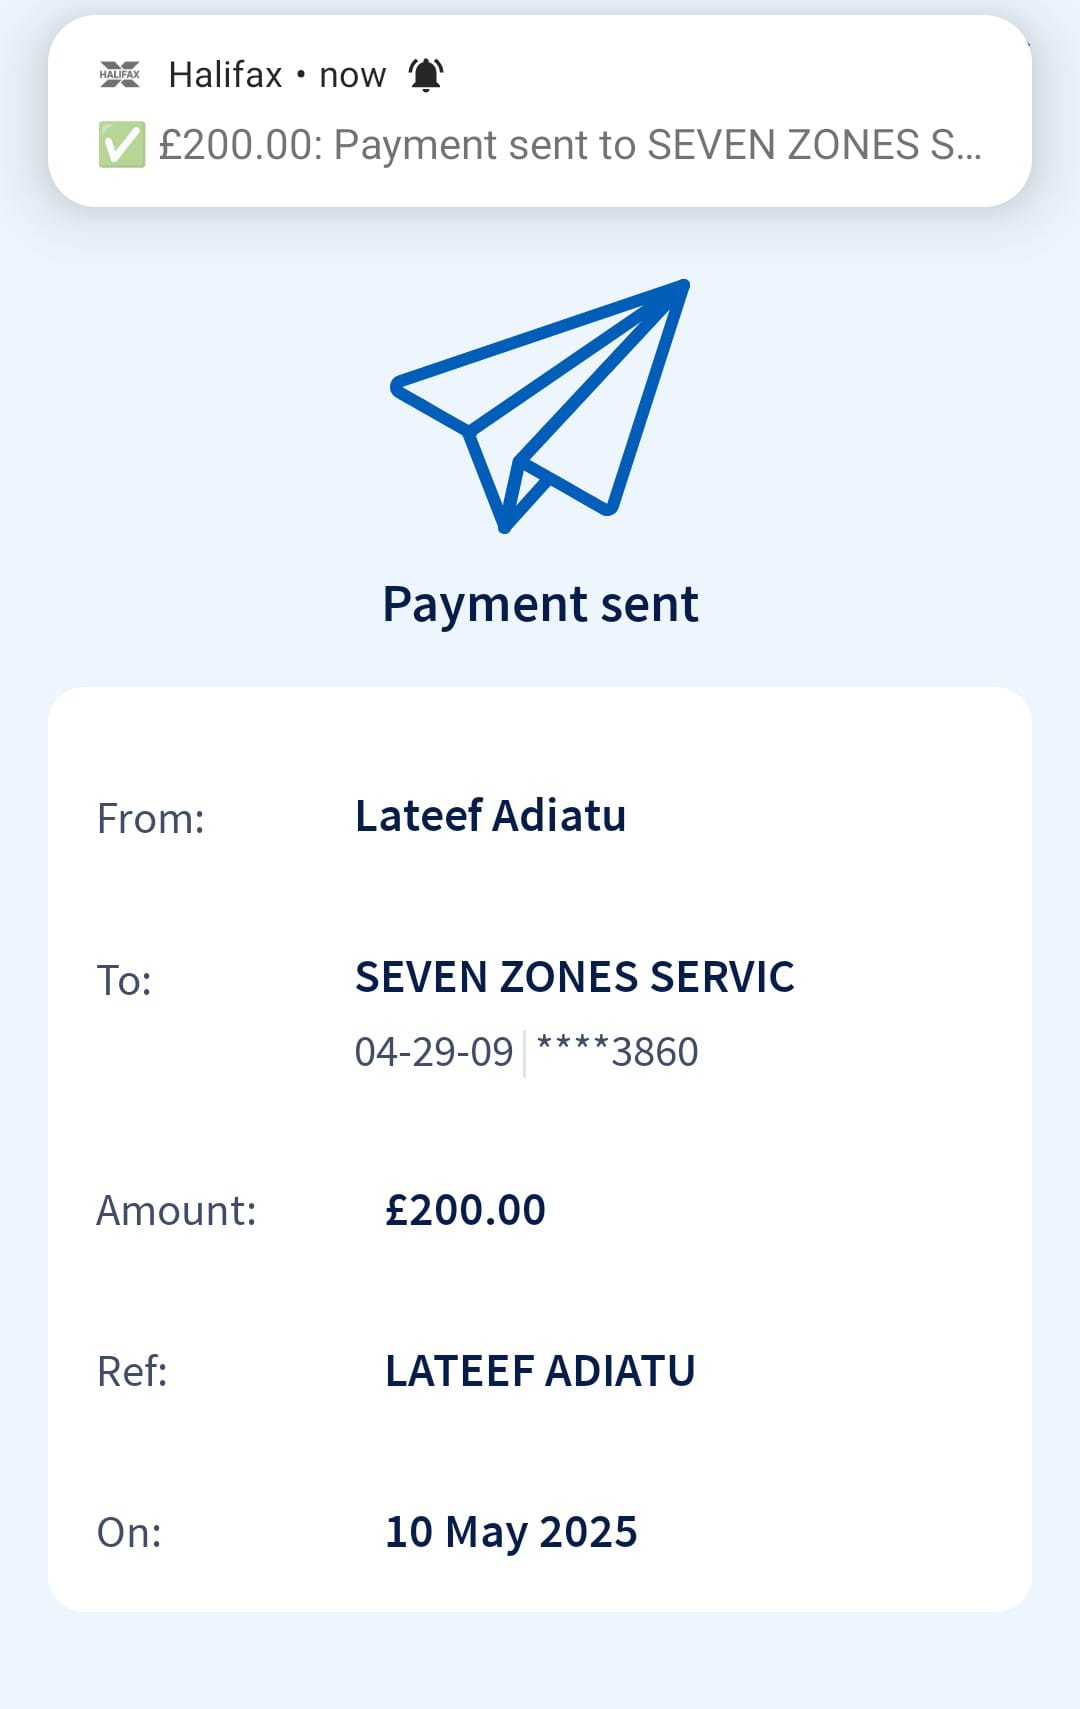 HALIFAX
Halifax • now
✅ £200.00: Payment sent to SEVEN ZONES S...
Payment sent
From: Lateef Adiatu
To: SEVEN ZONES SERVIC
04-29-09 | ****3860
Amount: £200.00
Ref: LATEEF ADIATU
On: 10 May 2025